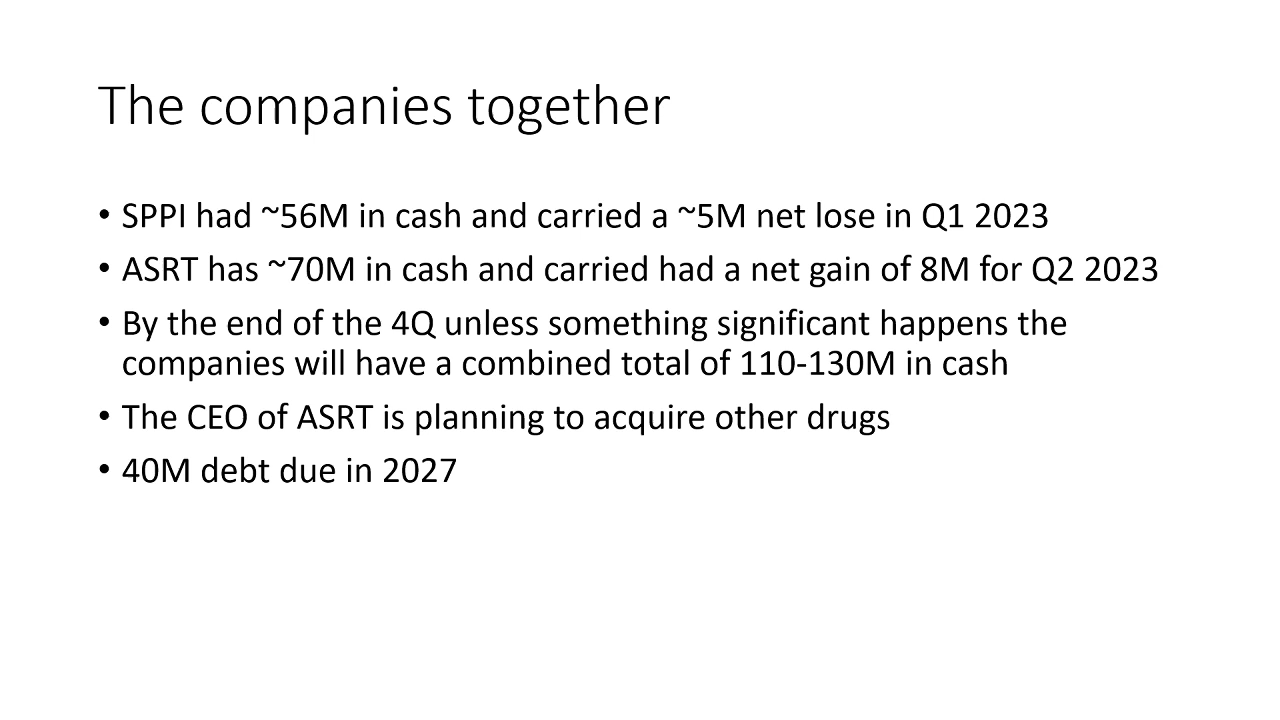 The companies together
• SPPI had ~56M in cash and carried a ~5M net lose in Q1 2023
• ASRT has ~70M in cash and carried had a net gain of 8M for Q2 2023
• By the end of the 4Q unless something significant happens the
companies will have a combined total of 110-130M in cash
• The CEO of ASRT is planning to acquire other drugs
• 40M debt due in 2027